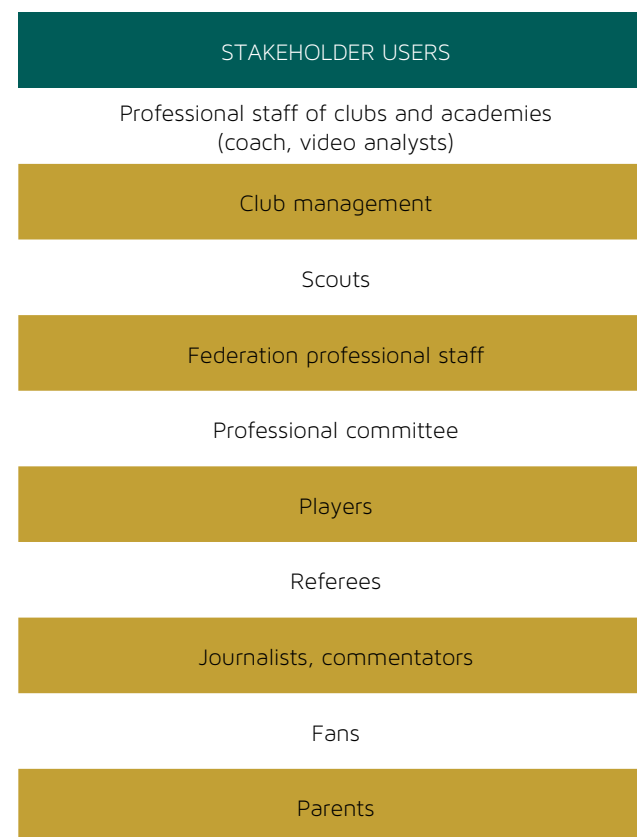 STAKEHOLDER USERS
Professional staff of clubs and academies
(coach, video analysts)
Club management
Scouts
Federation professional staff
Professional committee
Players
Referees
Journalists, commentators
Fans
Parents